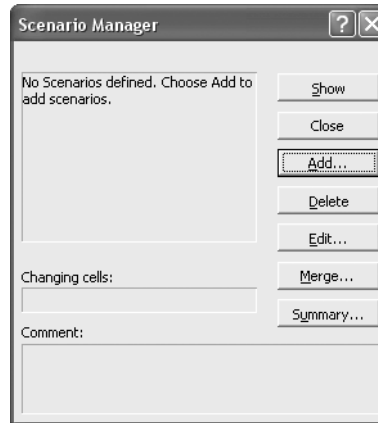 Scenario Manager
No Scenarios defined. Choose Add to
add scenarios.
Show
Close
Add...
Delete
Edit...
Changing cells:
Merge...
Summary...
Comment: